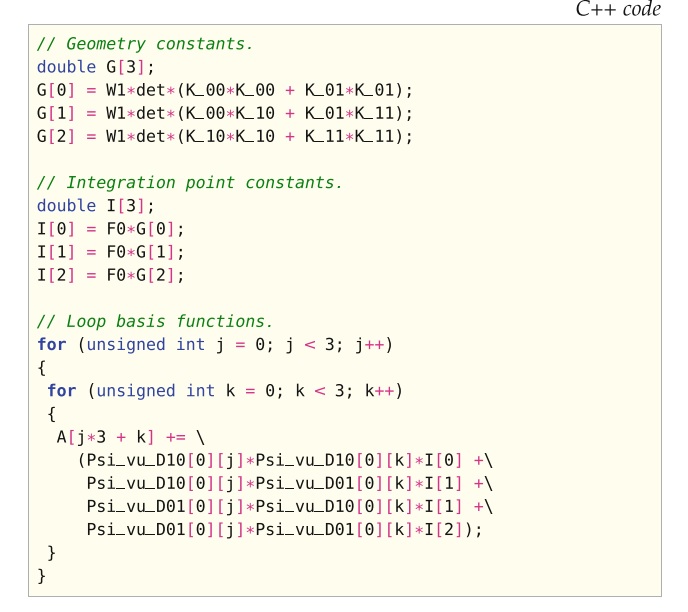 C++ code
// Geometry constants.
double G[3];
G[0] = W1*det*(K_00*K_00 + K_01*K_01);
G[1] = W1*det*(K_00*K_10 + K_01*K_11);
G[2] = W1*det*(K_10*K_10 + K_11*K_11);

// Integration point constants.
double I[3];
I[0] = F0*G[0];
I[1] = F0*G[1];
I[2] = F0*G[2];

// Loop basis functions.
for (unsigned int j = 0; j < 3; j++)
{
 for (unsigned int k = 0; k < 3; k++)
 {
  A[j*3 + k] += \
    (Psi_vu_D10[0][j]*Psi_vu_D10[0][k]*I[0] +\
     Psi_vu_D10[0][j]*Psi_vu_D01[0][k]*I[1] +\
     Psi_vu_D01[0][j]*Psi_vu_D10[0][k]*I[1] +\
     Psi_vu_D01[0][j]*Psi_vu_D01[0][k]*I[2]);
 }
}